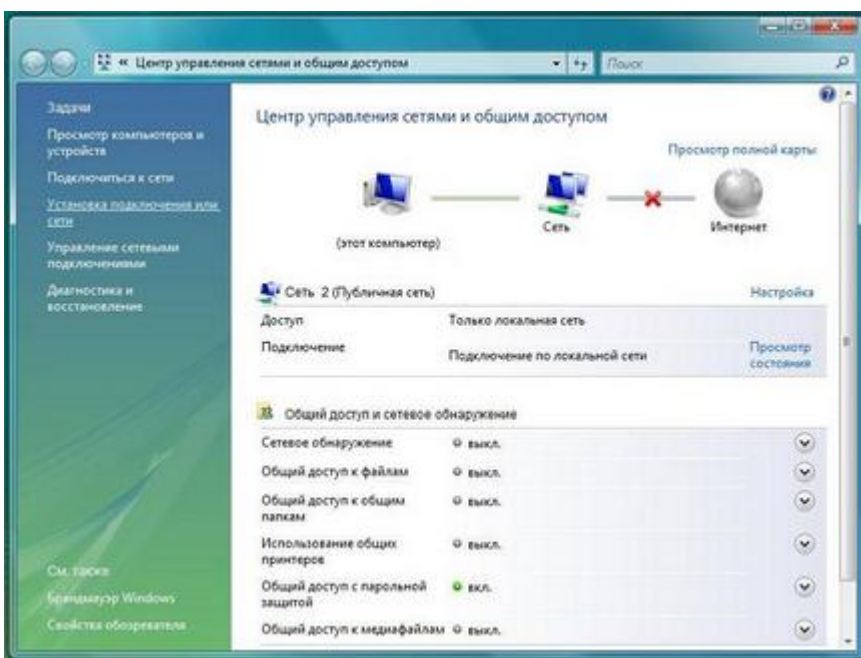 « Центр управления сетями и общим доступом
Поиск
Задачи
Просмотр компьютеров и
устройств
Подключиться к сети
Установка подключения или
сети
Управление сетевыми
подключениями
Диагностика и
восстановление
См. также
Брандмауэр Windows
Свойства обозревателя
Центр управления сетями и общим доступом
Просмотр полной карты
(этот компьютер)
Сеть
Интернет
Сеть 2 (Публичная сеть)
Настройка
Доступ
Только локальная сеть
Подключение
Подключение по локальной сети
Просмотр
состояния
Общий доступ и сетевое обнаружение
Сетевое обнаружение
выкл.
Общий доступ к файлам
выкл.
Общий доступ к общим
папкам
выкл.
Использование общих
принтеров
выкл.
Общий доступ с парольной
защитой
вкл.
Общий доступ к медиафайлам
выкл.